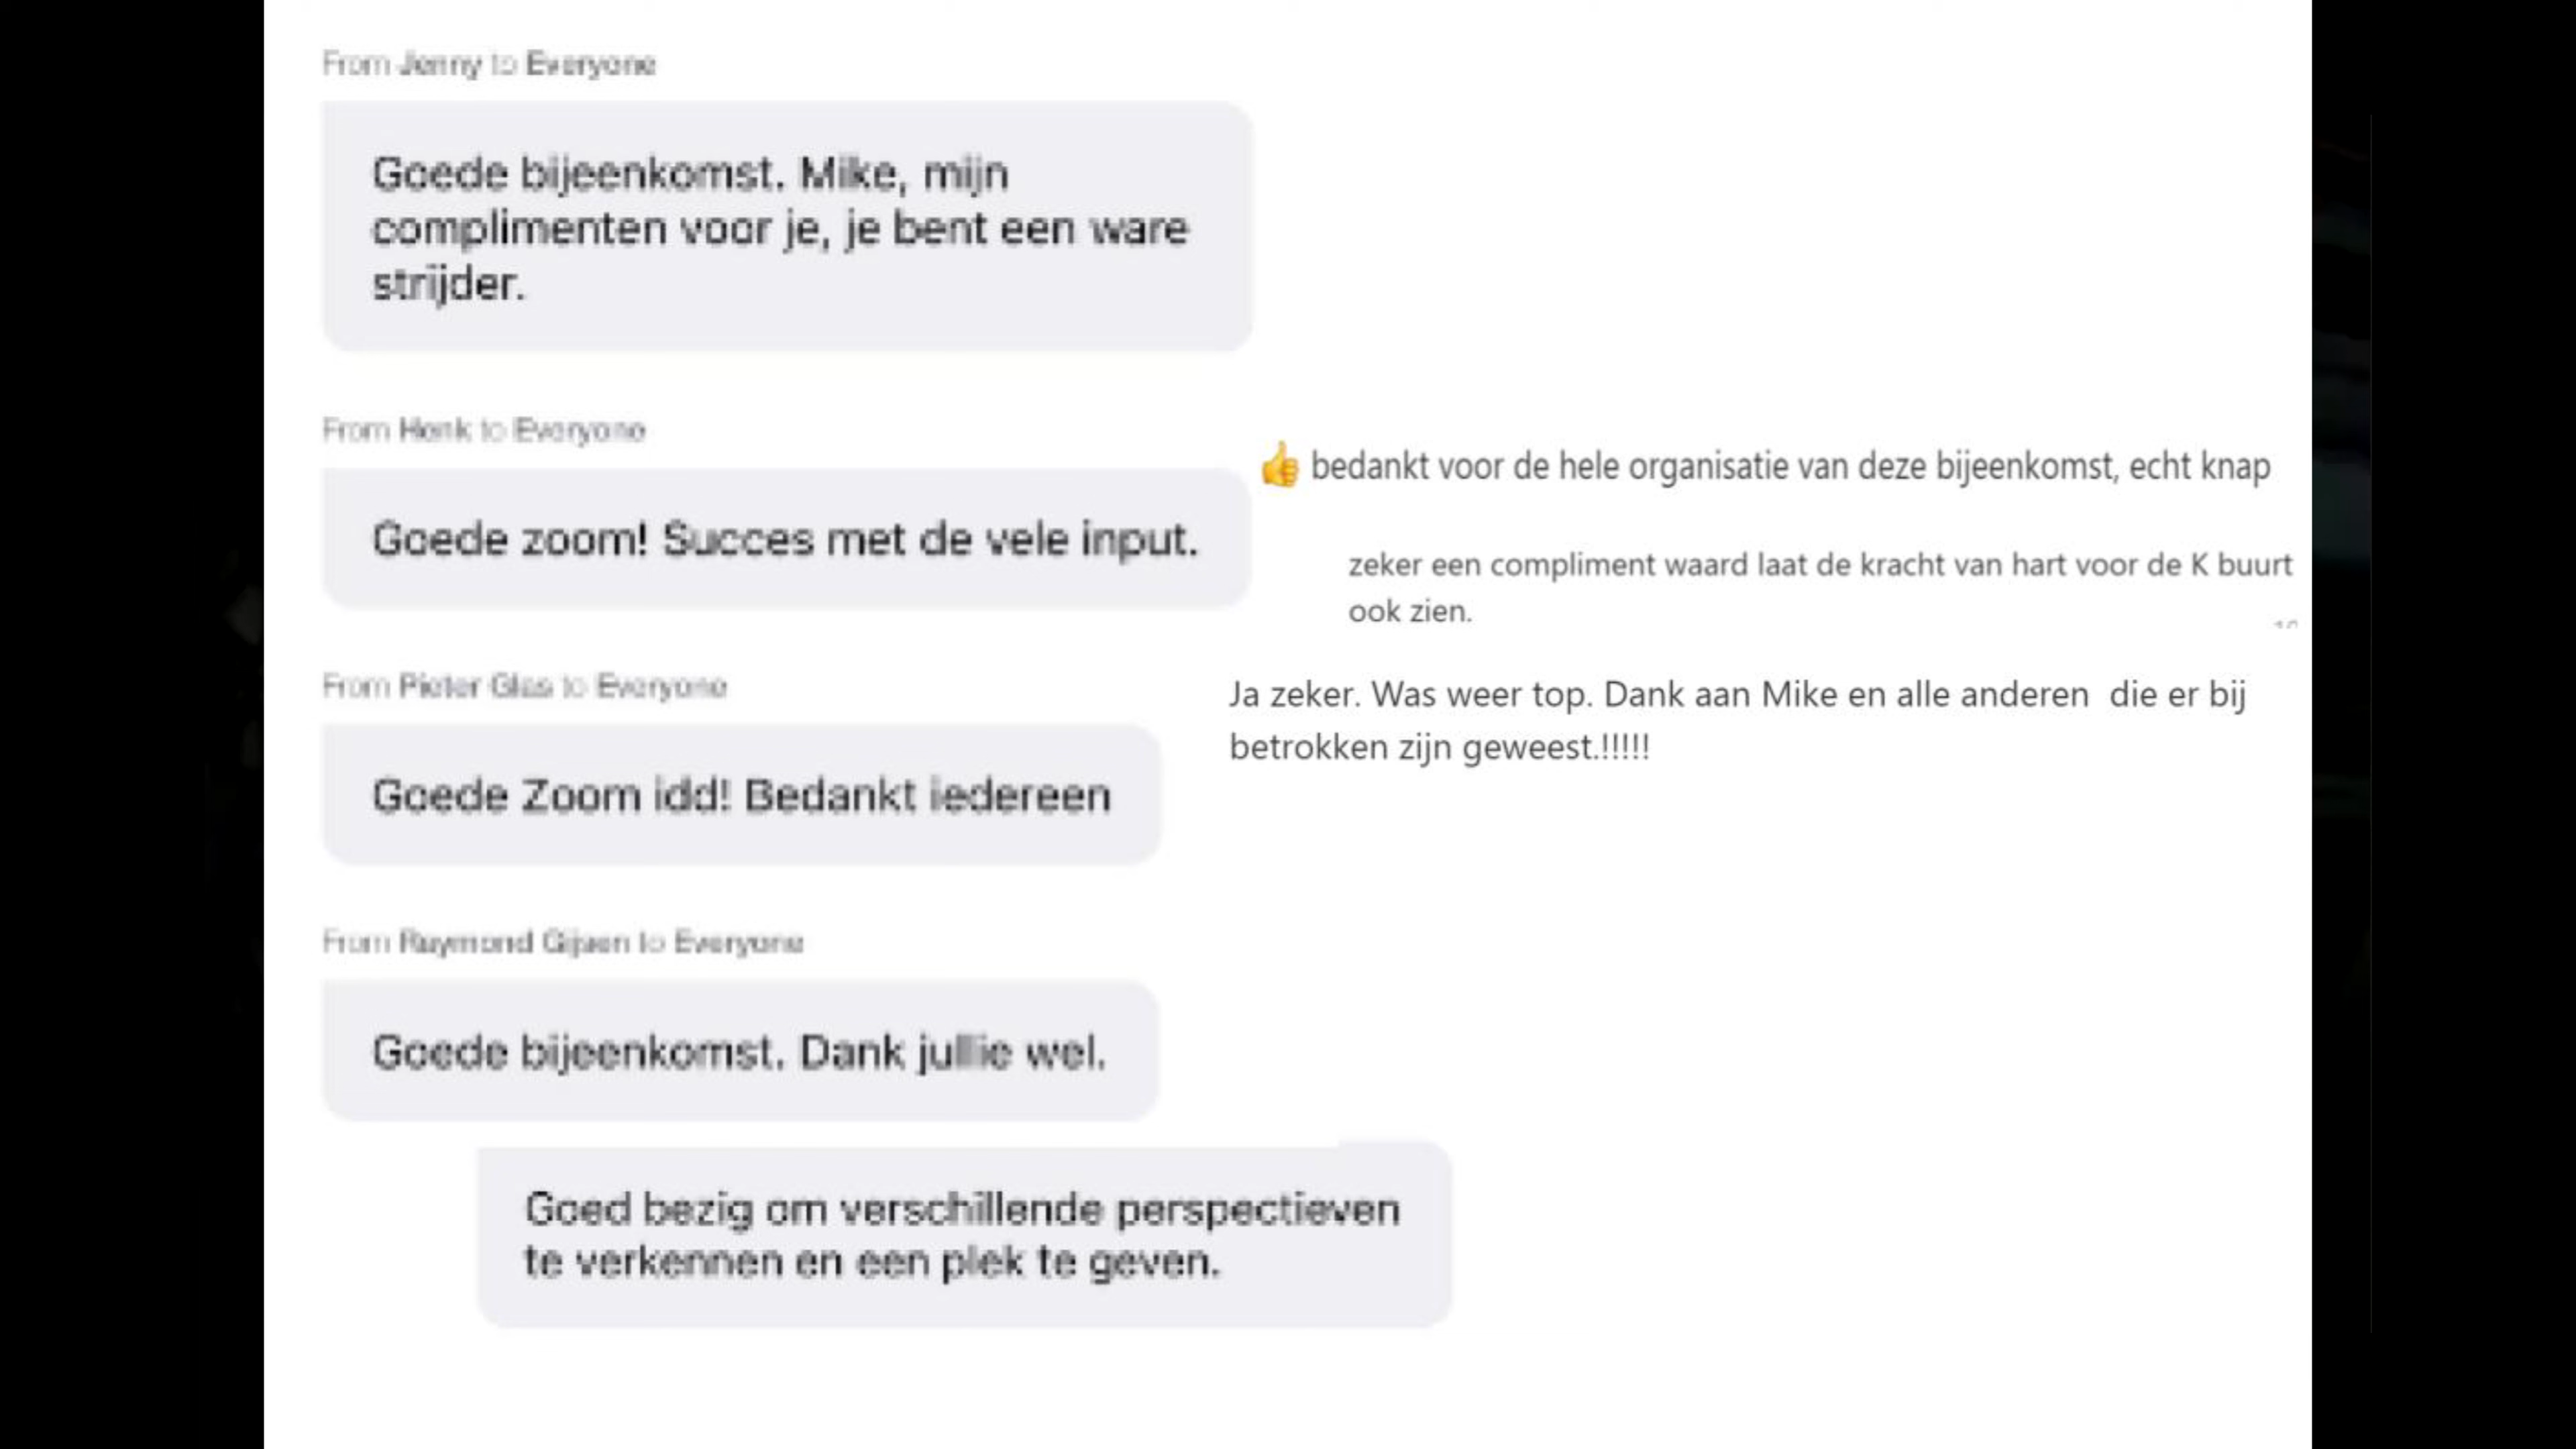 From Jenny to Everyone
Goede bijeenkomst. Mike, mijn
complimenten voor je, je bent een ware
strijder.
From Henk to Everyone
Goede zoom! Succes met de vele input.
👍 bedankt voor de hele organisatie van deze bijeenkomst, echt knap
zeker een compliment waard laat de kracht van hart voor de K buurt
ook zien.
From Pieter Glas to Everyone
Goede Zoom idd! Bedankt iedereen
Ja zeker. Was weer top. Dank aan Mike en alle anderen die er bij
betrokken zijn geweest.!!!!!
From Raymond Gijsen to Everyone
Goede bijeenkomst. Dank jullie wel.
Goed bezig om verschillende perspectieven
te verkennen en een plek te geven.